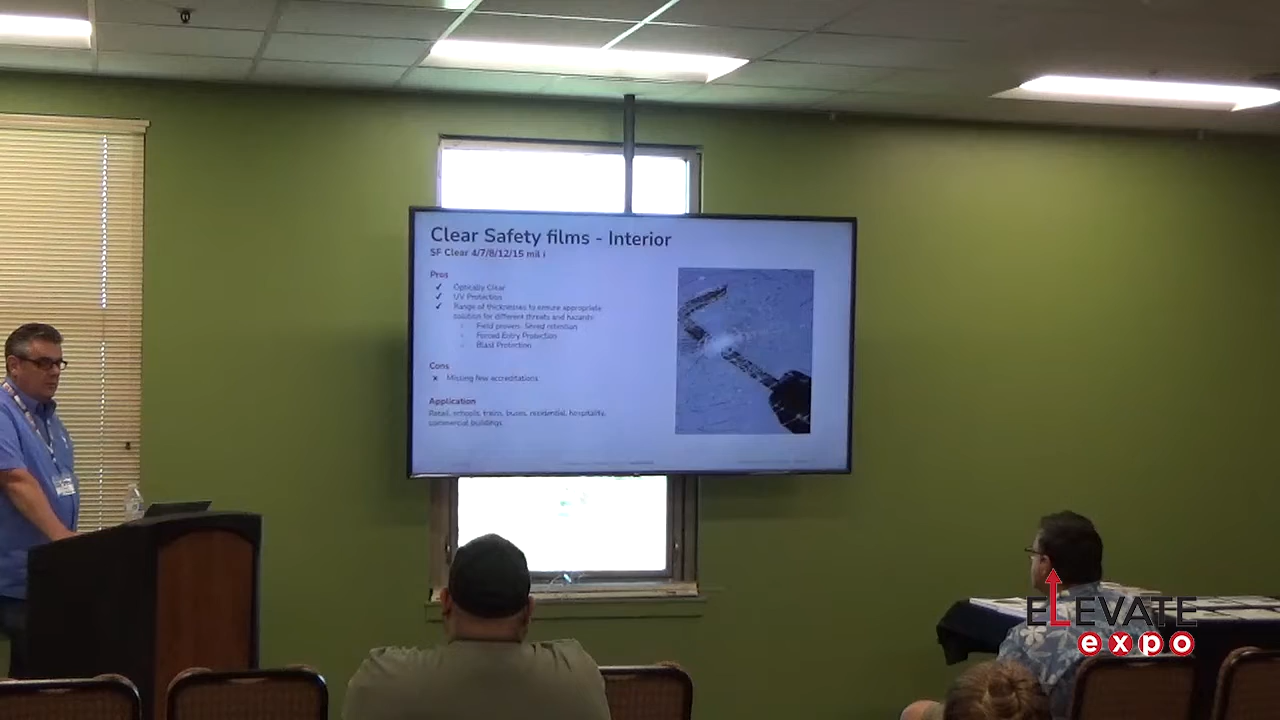 Clear Safety films - Interior
SF Clear 4/7/8/12/15 mil i
Pros
✓ Optically Clear
✓ UV Protection
✓ Range of thicknesses to ensure appropriate
solution for different threats and hazards:
Field proven: Shred retention
Forced Entry Protection
Blast Protection
Cons
x Missing few accreditations
Application
Retail, schools, trains, buses, residential, hospitality,
commercial buildings.
ELEVATE
expo